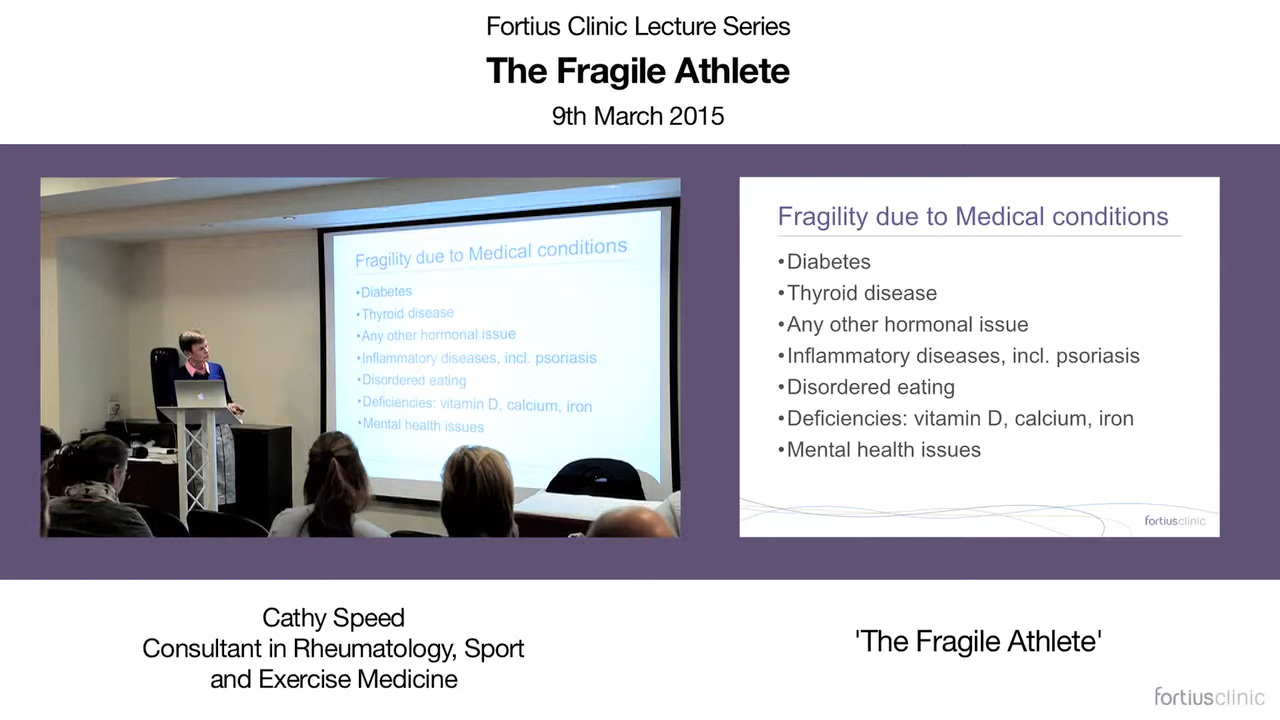 Fortius Clinic Lecture Series
The Fragile Athlete
9th March 2015
Fragility due to Medical conditions
•Diabetes
•Thyroid disease
•Any other hormonal issue
•Inflammatory diseases, incl. psoriasis
•Disordered eating
•Deficiencies: vitamin D, calcium, iron
•Mental health issues
Fragility due to Medical conditions
•Diabetes
•Thyroid disease
•Any other hormonal issue
•Inflammatory diseases, incl. psoriasis
•Disordered eating
•Deficiencies: vitamin D, calcium, iron
•Mental health issues
fortiusclinic
Cathy Speed
Consultant in Rheumatology, Sport
and Exercise Medicine
'The Fragile Athlete'
fortiusclinic